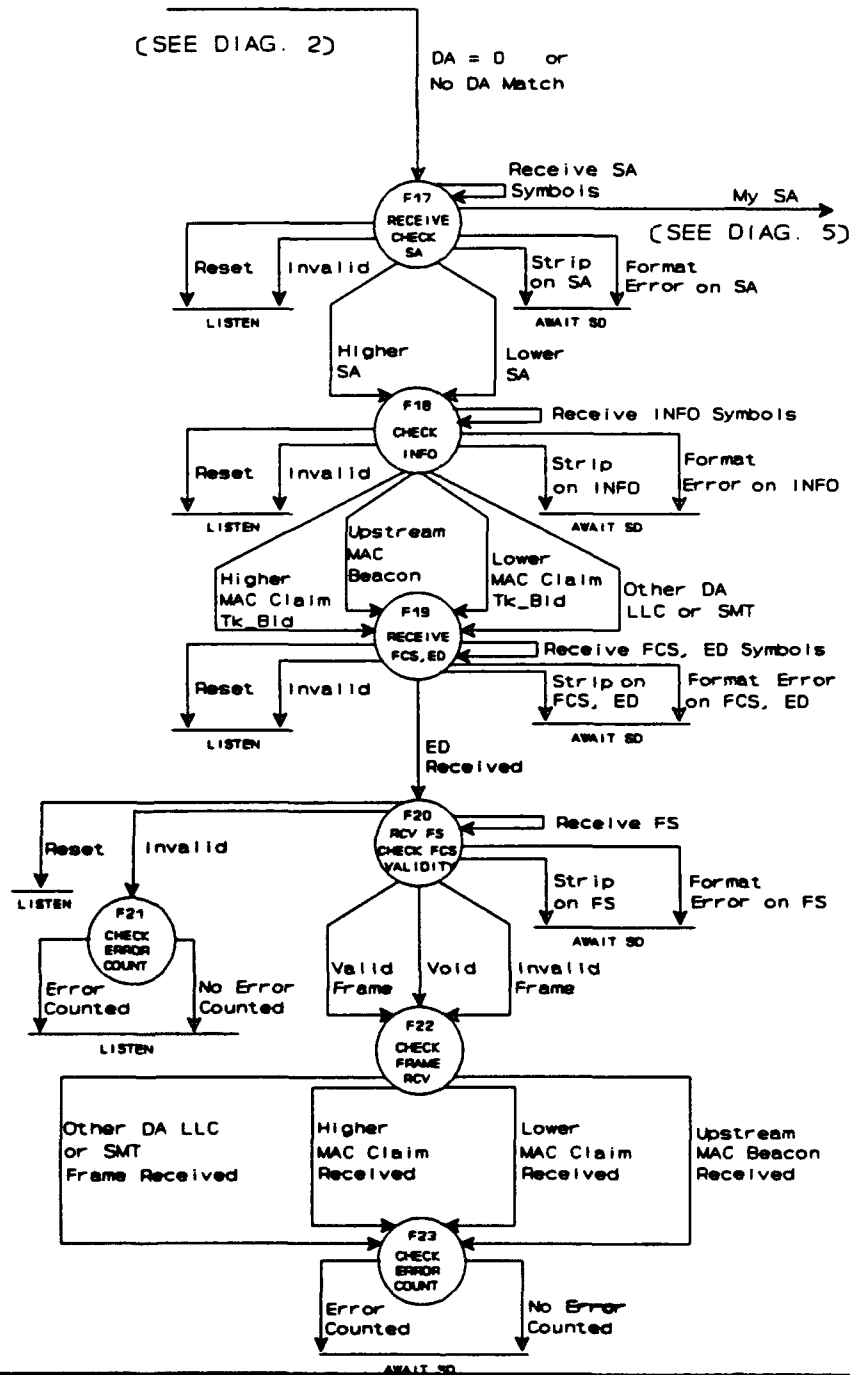 (SEE DIAG. 2)
DA = 0 or
No DA Match
Receive SA
Symbols
F17
RECEIVE
CHECK
SA
My SA
(SEE DIAG. 5)
Reset
Invalid
Strip
on SA
Format
Error on SA
LISTEN
AWAIT SD
Higher
SA
Lower
SA
F18
CHECK
INFO
Receive INFO Symbols
Reset
Invalid
Strip
on INFO
Format
Error on INFO
LISTEN
AWAIT SD
Higher
MAC Claim
Tk_Bid
Upstream
MAC
Beacon
Lower
MAC Claim
Tk_Bid
Other DA
LLC or SMT
F19
RECEIVE
FCS, ED
Receive FCS, ED Symbols
Reset
Invalid
Strip on
FCS, ED
Format Error
on FCS, ED
LISTEN
AWAIT SD
ED
Received
F20
RCV FS
CHECK FCS
VALIDITY
Receive FS
Reset
Invalid
Strip
on FS
Format
Error on FS
LISTEN
AWAIT SD
F21
CHECK
ERROR
COUNT
Error
Counted
No Error
Counted
LISTEN
Valid
Frame
Void
Invalid
Frame
F22
CHECK
FRAME
RCV
Other DA LLC
or SMT
Frame Received
Higher
MAC Claim
Received
Lower
MAC Claim
Received
Upstream
MAC Beacon
Received
F23
CHECK
ERROR
COUNT
Error
Counted
No Error
Counted
AWAIT SD